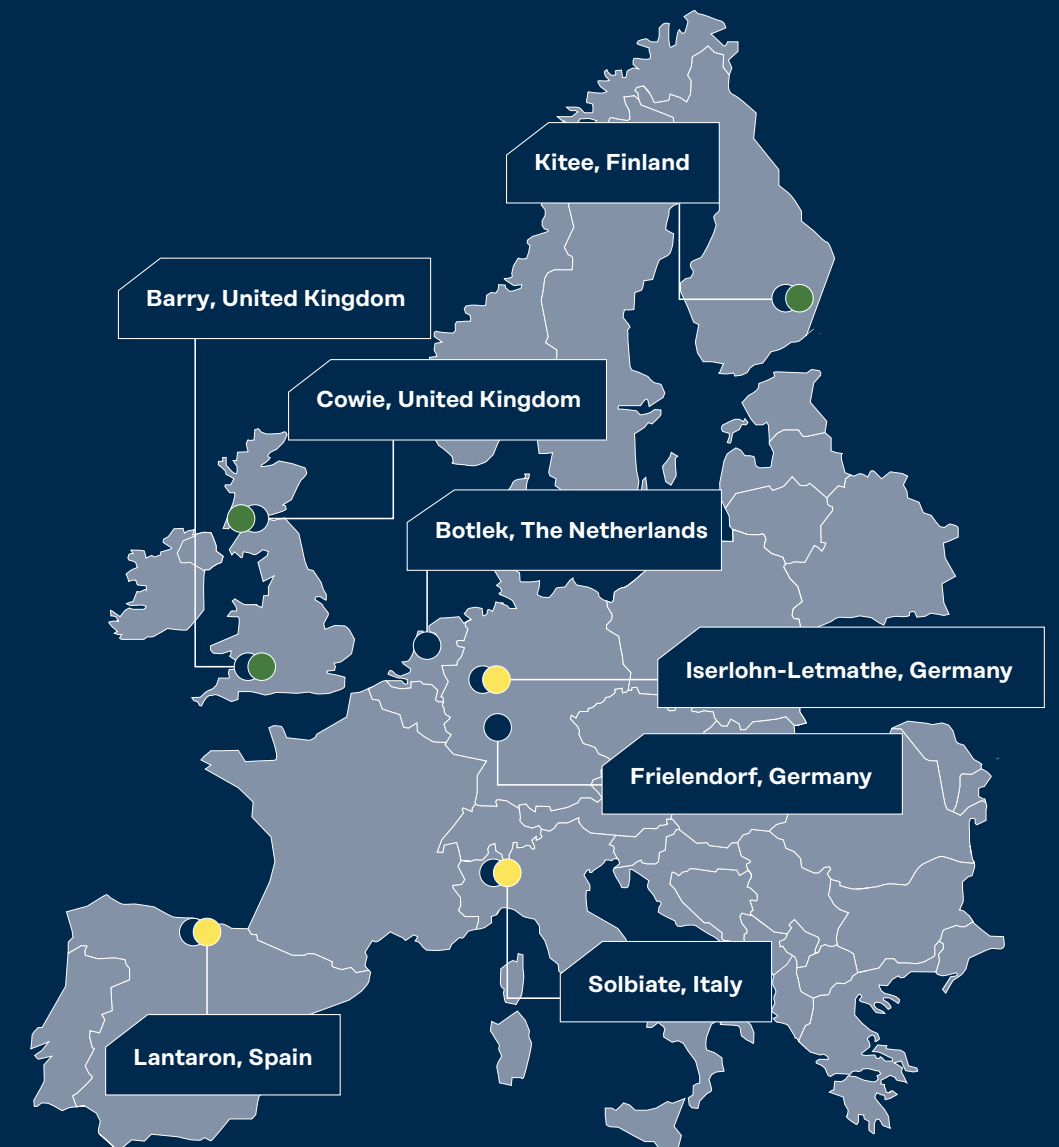 Kitee, Finland
Barry, United Kingdom
Cowie, United Kingdom
Botlek, The Netherlands
Iserlohn-Letmathe, Germany
Frielendorf, Germany
Solbiate, Italy
Lantaron, Spain